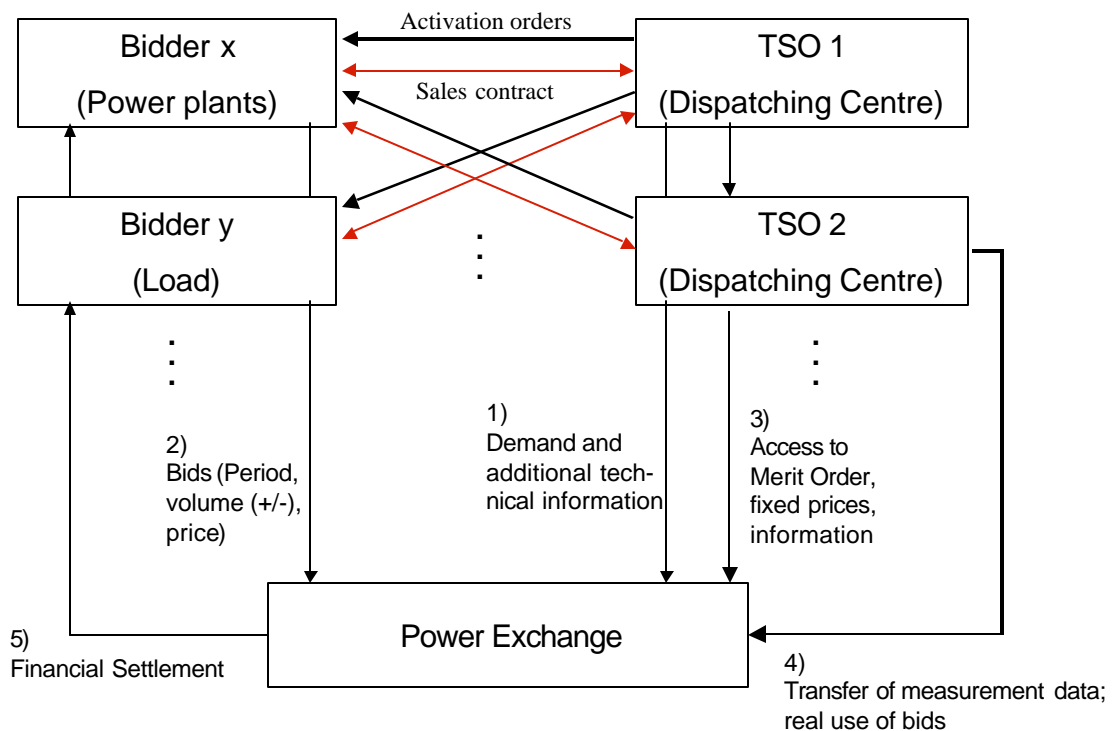 Activation orders
Bidder x
(Power plants)
TSO 1
(Dispatching Centre)
Sales contract
Bidder y
(Load)
TSO 2
(Dispatching Centre)
1)
Demand and
additional tech-
nical information
2)
Bids (Period,
volume (+/-),
price)
3)
Access to
Merit Order,
fixed prices,
information
Power Exchange
5)
Financial Settlement
4)
Transfer of measurement data;
real use of bids